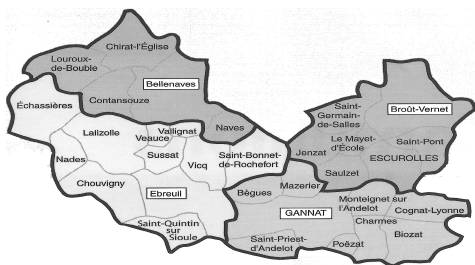 Chirat-l'Église
Louroux-
de-Bouble
Bellenaves
Échassières
Contansouze
Naves
Lalizolle
Vallignat
Veauce
Sussat
Vicq
Saint-Bonnet-
de-Rochefort
Nades
Chouvigny
Ebreuil
Saint-Quintin
sur
Sioule
Saint-
Germain-
de-Salles
Broût-Vernet
Le Mayet-
d'École
Saint-Pont
Jenzat
ESCUROLLES
Saulzet
Mazerier
Bègues
GANNAT
Monteignet sur
l'Andelot
Cognat-Lyonne
Charmes
Biozat
Saint-Priest-
d'Andelot
Poëzat